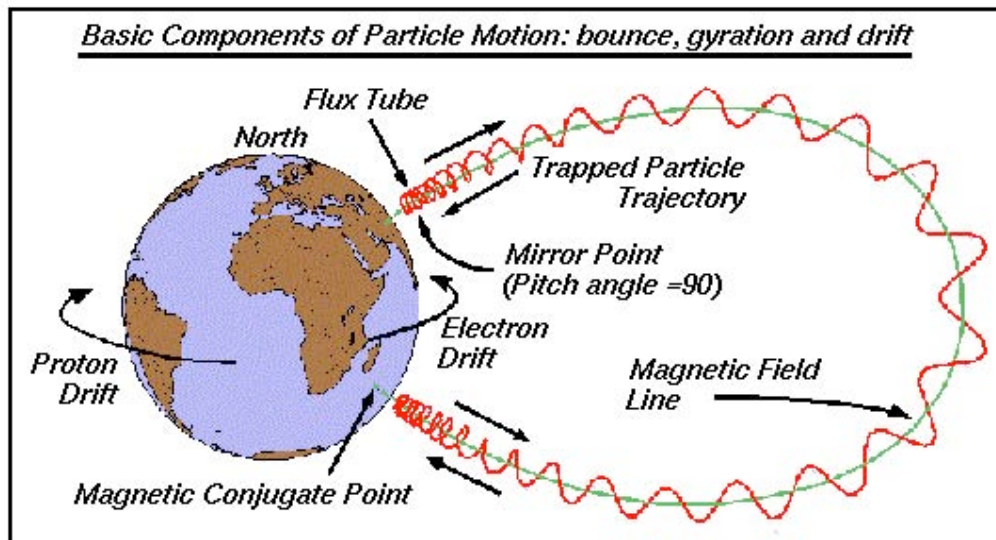 Basic Components of Particle Motion: bounce, gyration and drift
Flux Tube
North
Trapped Particle
Trajectory
Mirror Point
(Pitch angle =90)
Electron
Drift
Proton
Drift
Magnetic Field
Line
Magnetic Conjugate Point